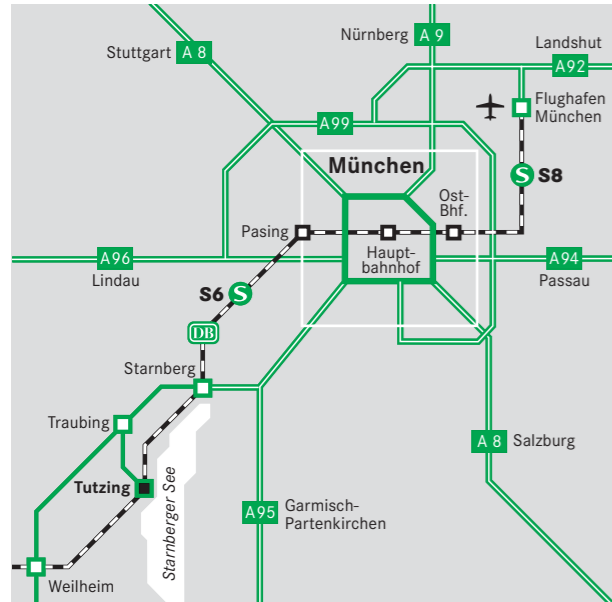 Nürnberg
A 9
Stuttgart
A 8
Landshut
A92
Flughafen
München
A99
München
S
S8
Ost-
Bhf.
Pasing
Haupt-
bahnhof
A96
Lindau
A94
Passau
S6
S
DB
Starnberg
Traubing
A 8
Salzburg
Tutzing
Starnberger See
A95
Garmisch-
Partenkirchen
Weilheim